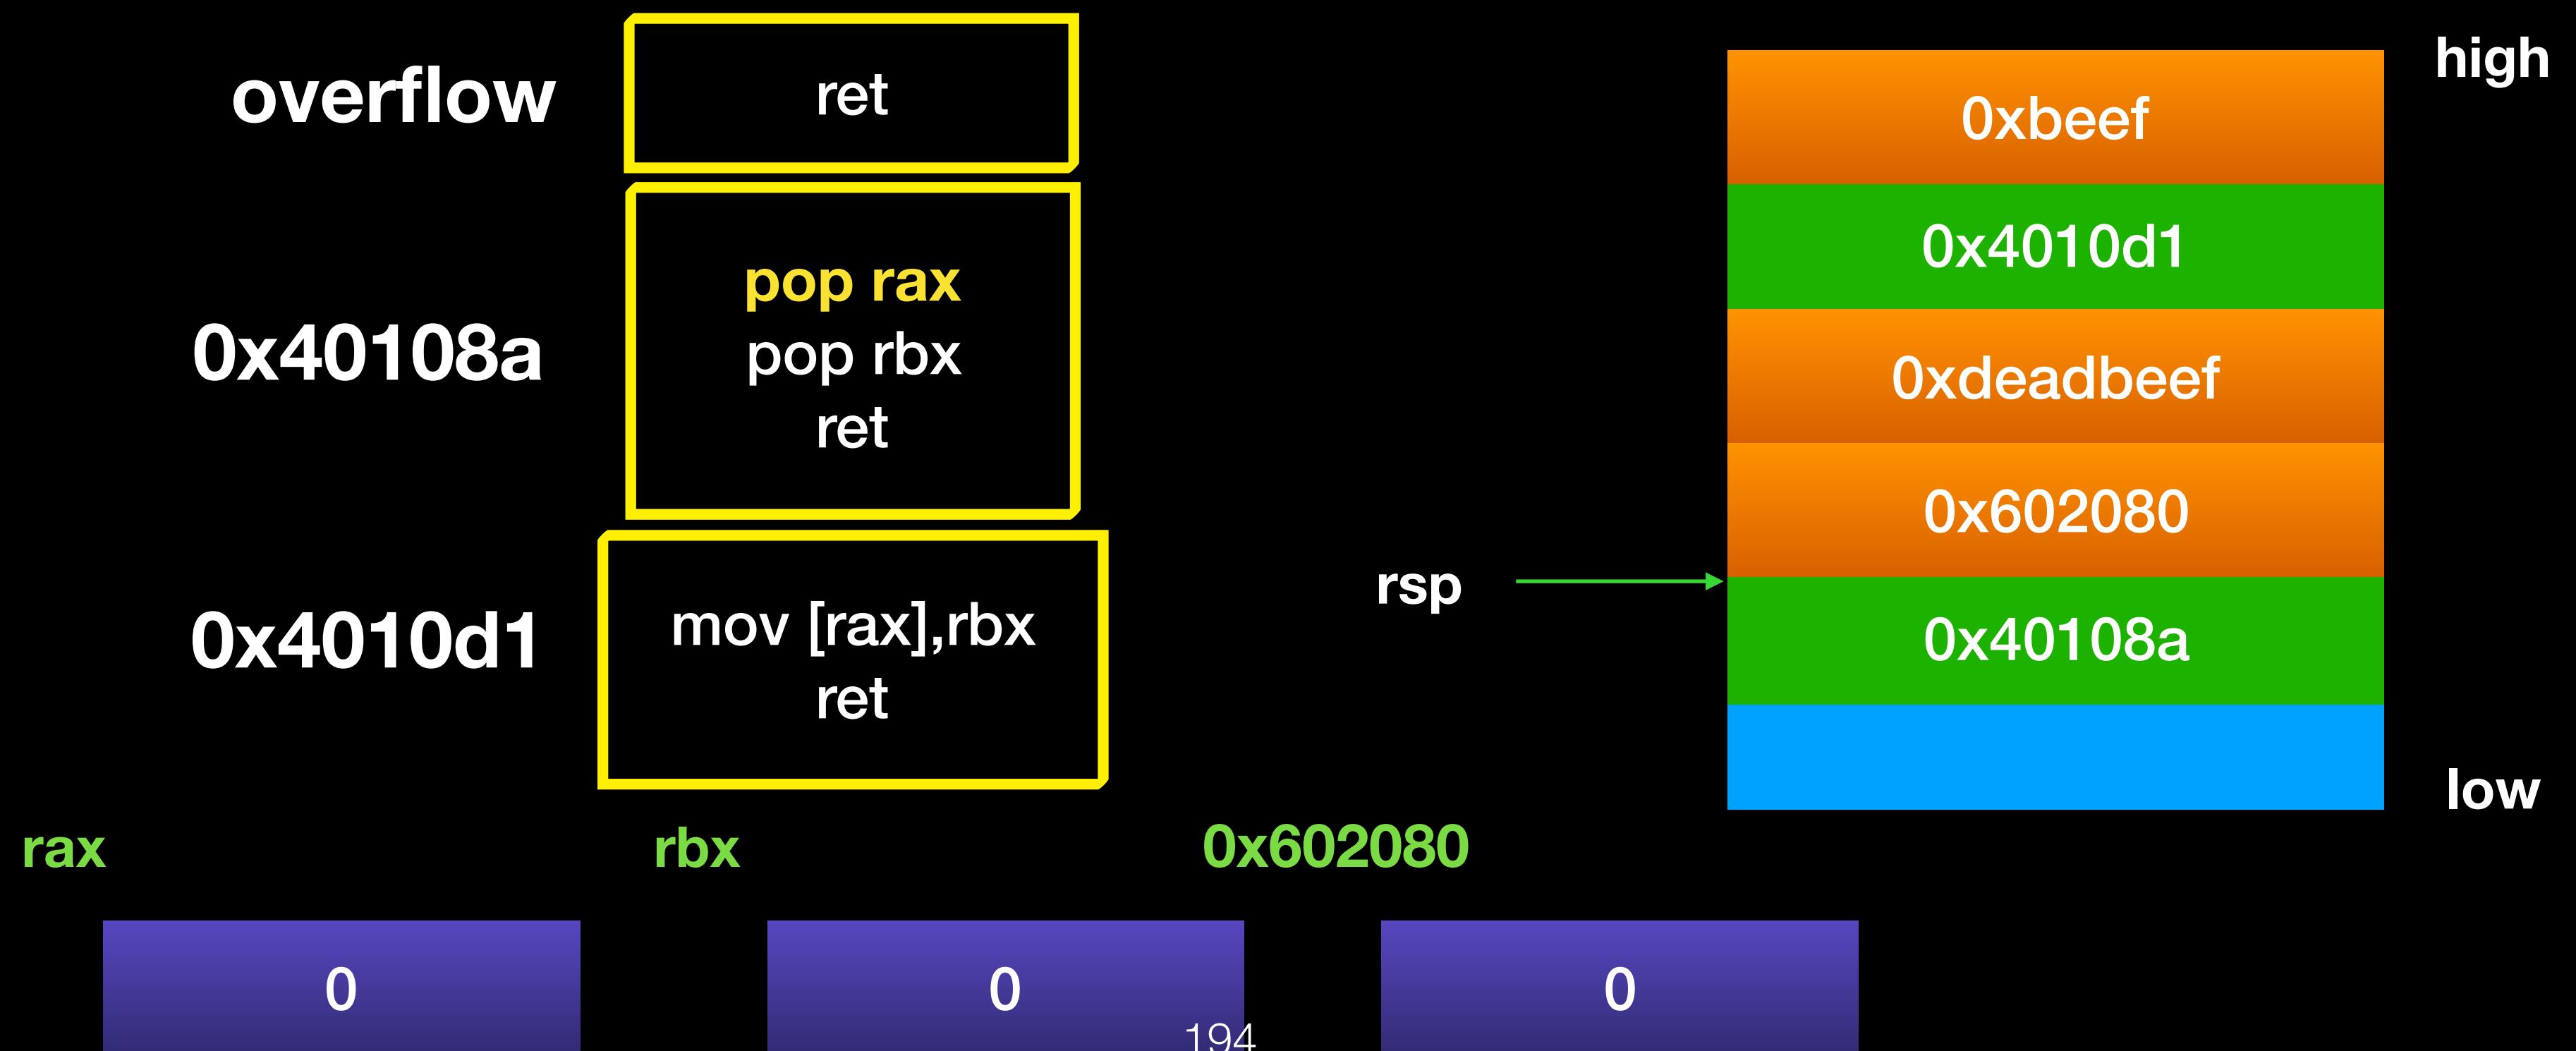 overflow
ret
0x40108a
pop rax
pop rbx
ret
0x4010d1
mov [rax],rbx
ret
rsp
high
0xbeef
0x4010d1
0xdeadbeef
0x602080
0x40108a
low
rax
rbx
0x602080
0
0
0
194